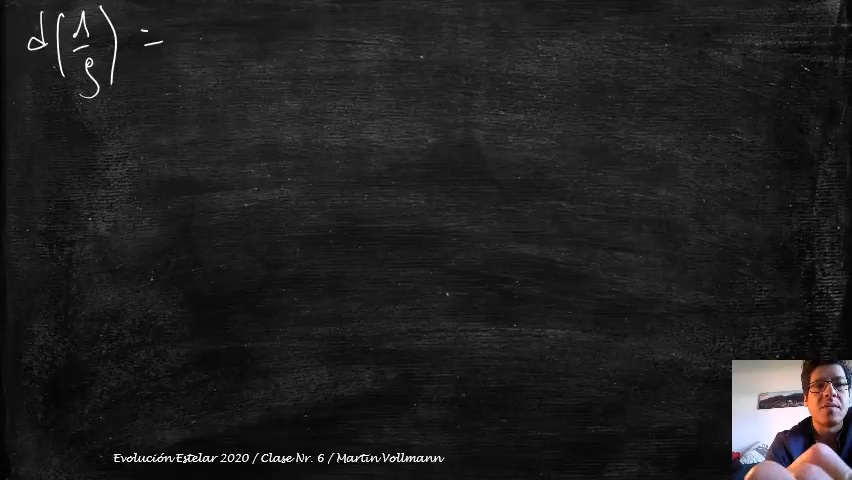 d(1/ρ) =
Evolución Estelar 2020 / Clase Nr. 6 / Martin Vollmann